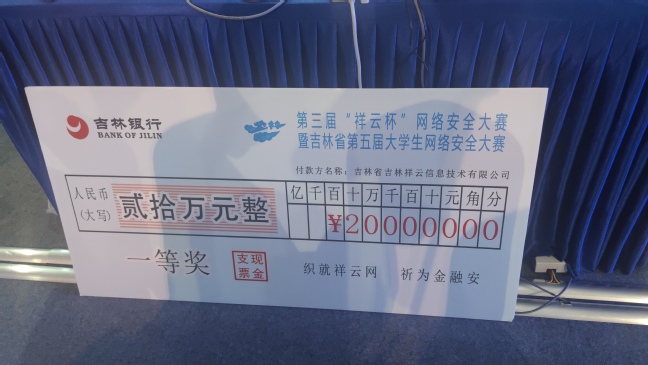 吉林银行
BANK OF JILIN
第三届“祥云杯”网络安全大赛
暨吉林省第五届大学生网络安全大赛
付款方名称：吉林省吉林祥云信息技术有限公司
人民币
(大写)
贰拾万元整
亿千百十万千百十元角分
¥20000000
一等奖
支现
票金
织就祥云网 祈为金融安